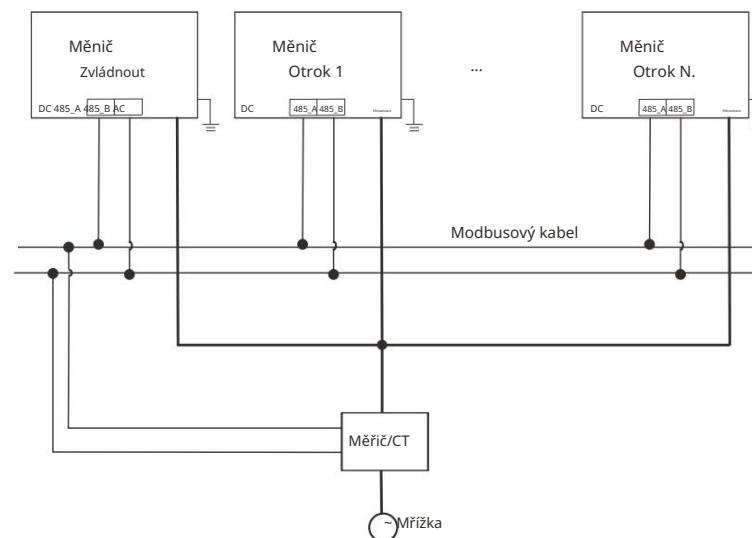 Měnič
Zvládnout
DC 485_A 485_B AC
Měnič
Otrok 1
DC
485_A 485_B
...
Měnič
Otrok N.
DC
485_A 485_B
Modbusový kabel
Měřič/CT
~ Mřížka